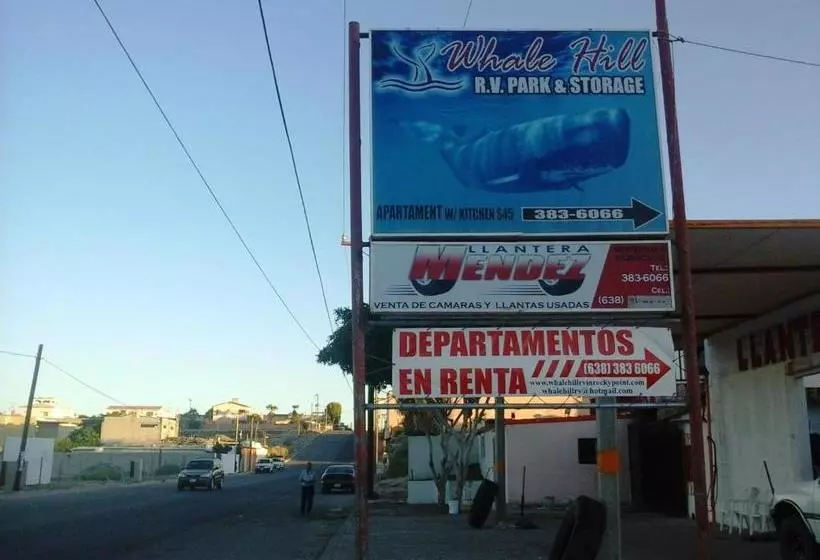 Whale Hill
R.V. PARK & STORAGE
APARTAMENT W/ KITCHEN $45
383-6066
LLANTERA
MENDEZ
TEL.:
383-6066
CEL.:
(638)
VENTA DE CAMARAS Y LLANTAS USADAS
DEPARTAMENTOS
EN RENTA
(638) 383 6066
www.whalehillrvinrockypoint.com
whalehillrv@hotmail.com
LLANTERA